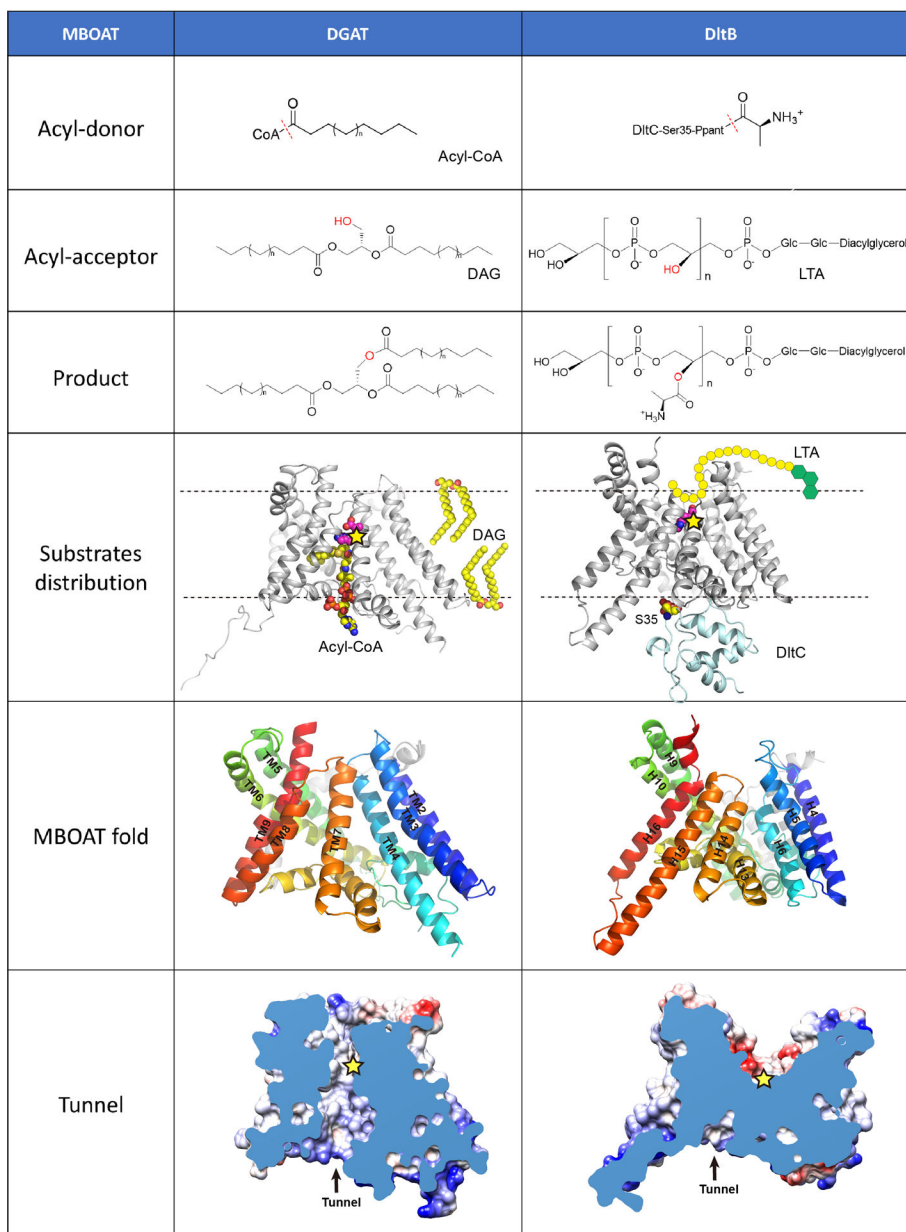 MBOAT DGAT DltB
Acyl-donor
O
CoA
n
Acyl-CoA
O
DltC-Ser35-Ppant
NH3+
Acyl-acceptor
HO
n
O
O
O
O
n
DAG
HO
HO
O
P
O
O-
O
HO
n
O
P
O
O-
Glc
Glc
Diacylglycerol
LTA
Product
O
O
n
n
O
O
O
O
n
HO
HO
O
P
O
O-
O
O
n
O
P
O
O-
Glc
Glc
Diacylglycerol
O
+H3N
Substrates
distribution
DAG
Acyl-CoA
LTA
S35
DltC
MBOAT fold
TM5
TM6
TM9
TM8
TM7
TM4
TM3
TM2
H9
H10
H16
H15
H14
H13
H6
H5
H4
Tunnel
Tunnel
Tunnel